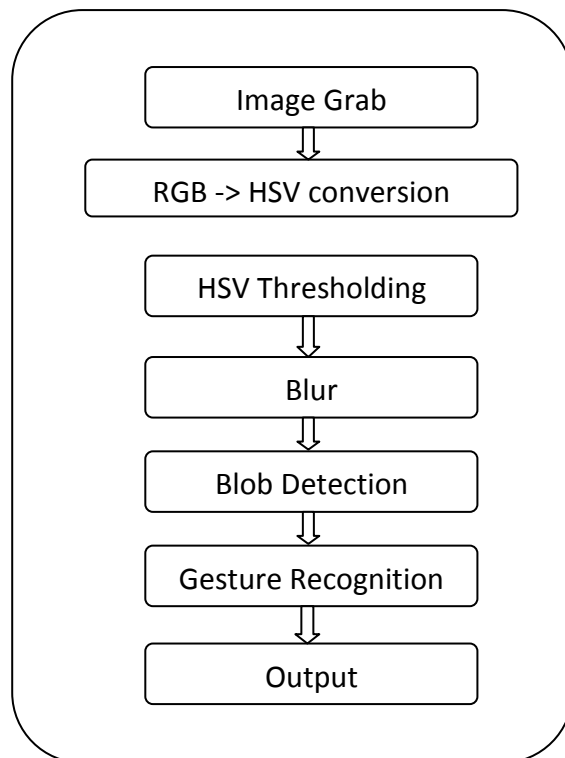 Image Grab
RGB -> HSV conversion
HSV Thresholding
Blur
Blob Detection
Gesture Recognition
Output